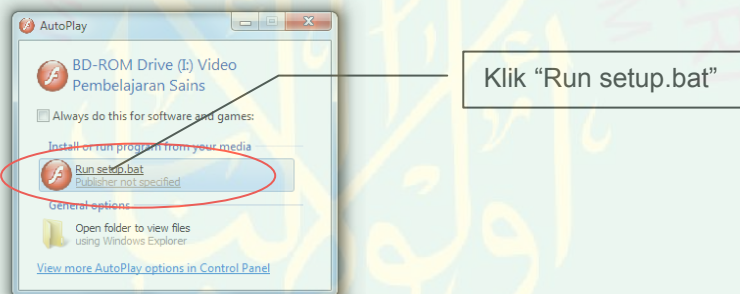 AutoPlay
BD-ROM Drive (I:) Video
Pembelajaran Sains
Always do this for software and games:
Install or run program from your media
Run setup.bat
Publisher not specified
General options
Open folder to view files
using Windows Explorer
View more AutoPlay options in Control Panel
Klik “Run setup.bat”